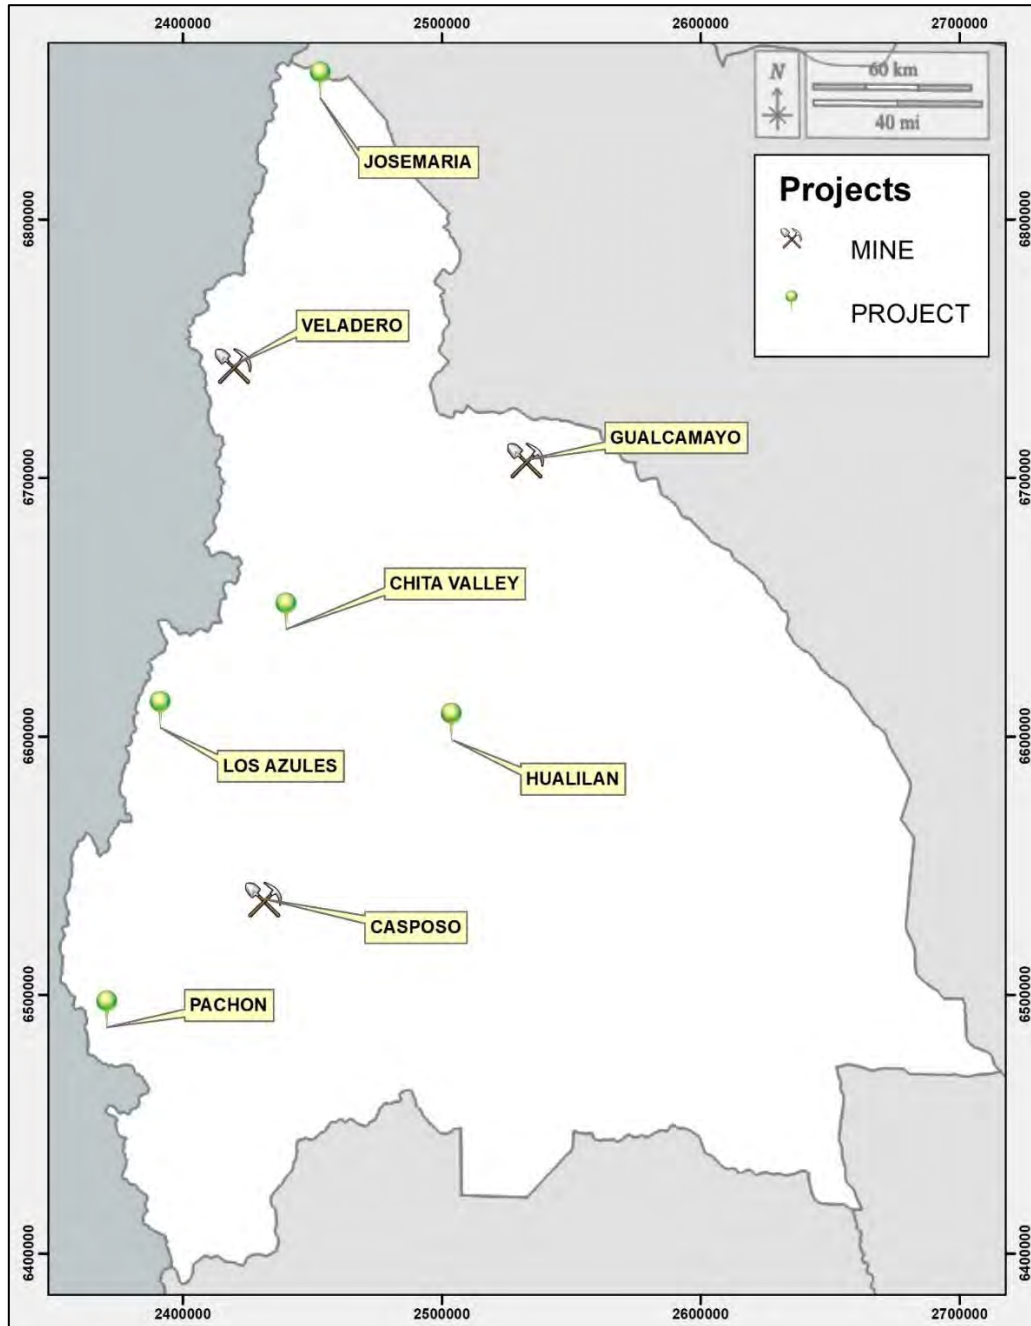 2400000
2500000
2600000
2700000
N
60 km
40 mi
JOSEMARIA
Projects
MINE
PROJECT
6800000
6800000
VELADERO
GUALCAMAYO
6700000
6700000
CHITA VALLEY
LOS AZULES
HUALILAN
6600000
6600000
CASPOSO
PACHON
6500000
6500000
6400000
6400000
2400000
2500000
2600000
2700000